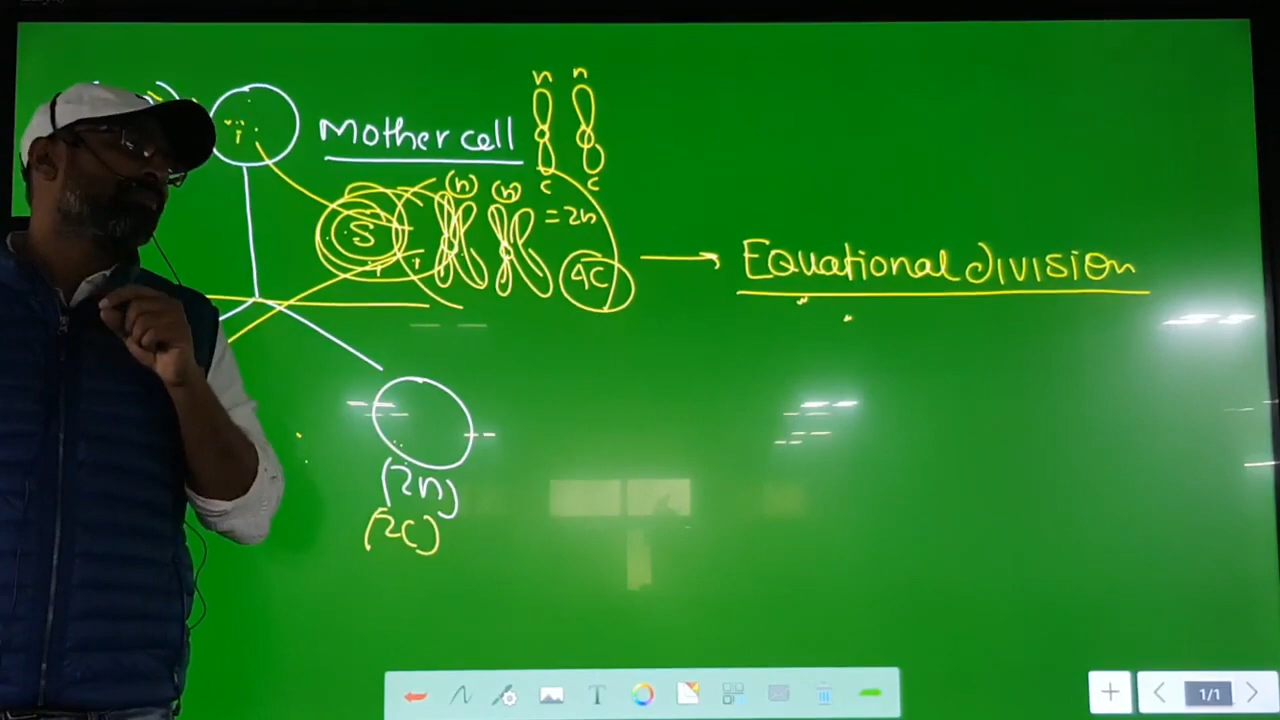 n n
Mother cell
c c
(n) (n)
S = 2n
4C
Equational division
(2n)
(2C)
1/1